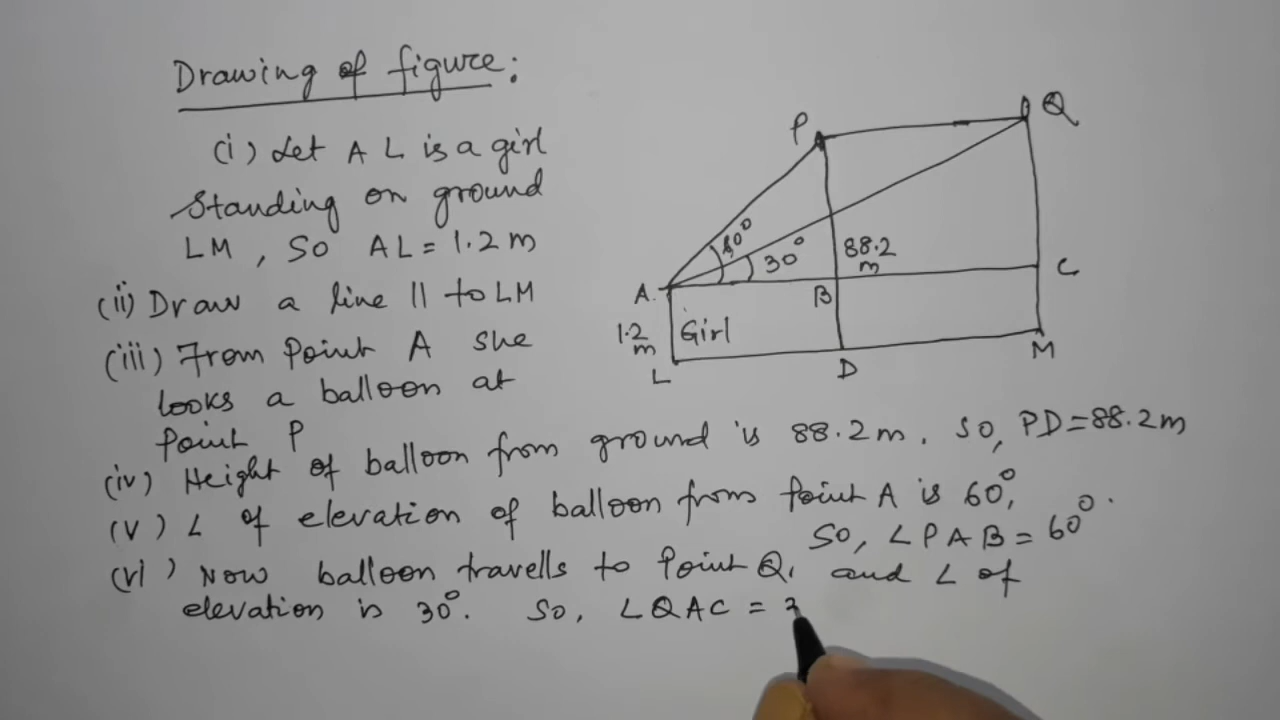 Drawing of figure:
(i) Let AL is a girl
standing on ground
LM, So AL = 1.2 m
(ii) Draw a line || to LM
(iii) From Point A she
looks a balloon at
point P
(iv) Height of balloon from ground is 88.2 m. So, PD = 88.2 m
(v) ∠ of elevation of balloon from point A is 60°,
So, ∠PAB = 60°.
(vi) Now balloon travells to Point Q, and ∠ of
elevation is 30°. So, ∠QAC = 3
P
Q
60°
30°
88.2
m
A
B
C
1.2
m
Girl
L
D
M